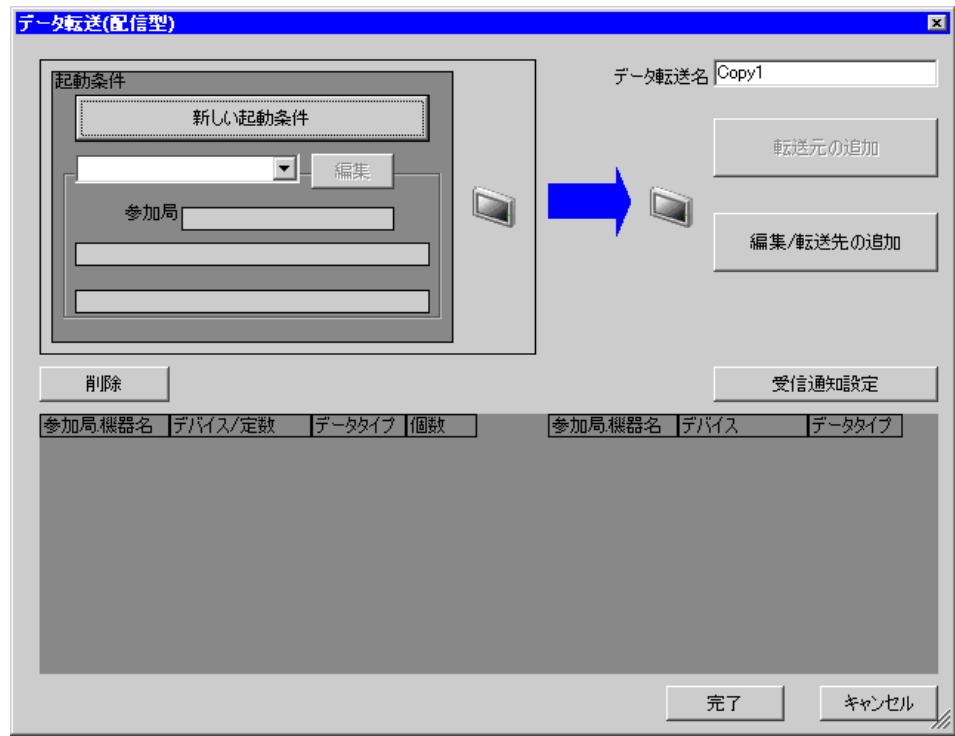 データ転送(配信型)
起動条件
新しい起動条件
編集
参加局
データ転送名 Copy1
転送元の追加
編集/転送先の追加
削除
受信通知設定
参加局.機器名 デバイス/定数 データタイプ 個数 参加局.機器名 デバイス データタイプ
完了 キャンセル